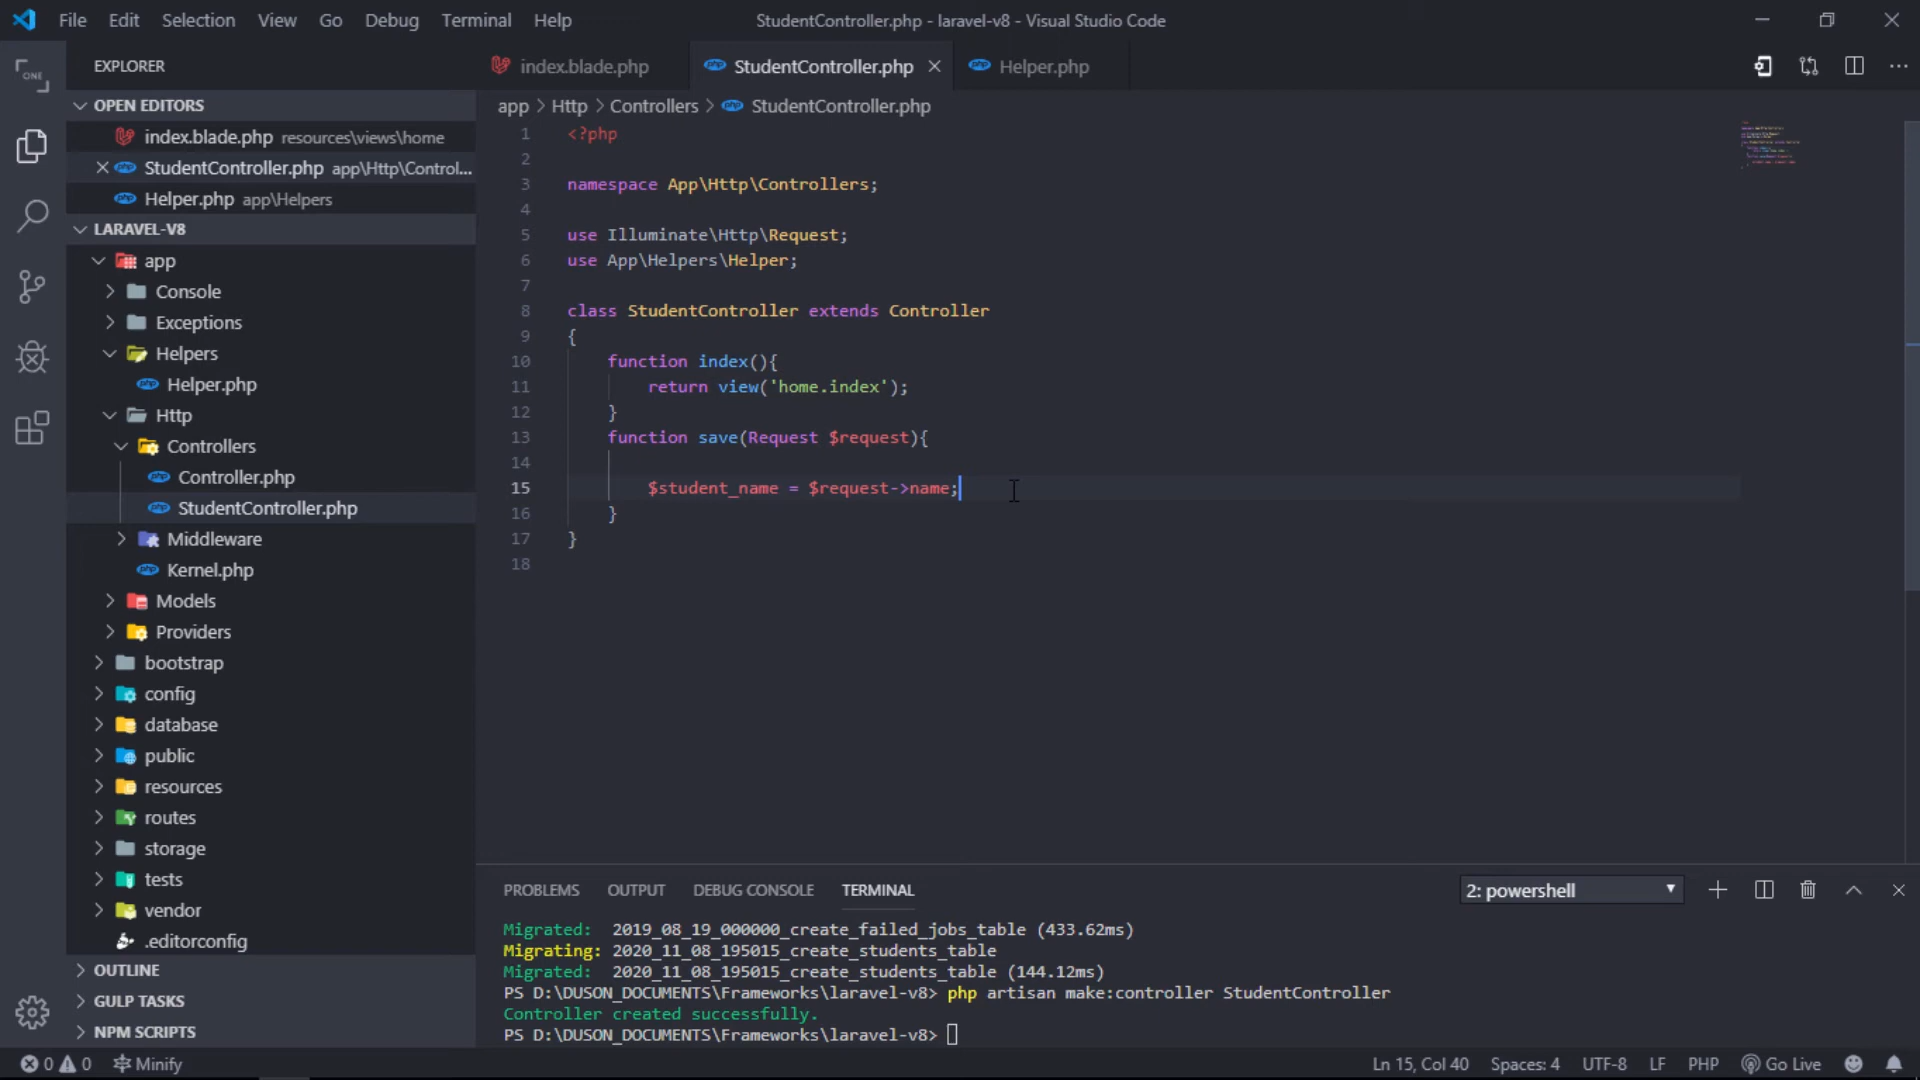 File Edit Selection View Go Debug Terminal Help
StudentController.php - laravel-v8 - Visual Studio Code
ONE
EXPLORER
OPEN EDITORS
index.blade.php resources\views\home
StudentController.php app\Http\Control...
Helper.php app\Helpers
LARAVEL-V8
app
Console
Exceptions
Helpers
Helper.php
Http
Controllers
Controller.php
StudentController.php
Middleware
Kernel.php
Models
Providers
bootstrap
config
database
public
resources
routes
storage
tests
vendor
.editorconfig
OUTLINE
GULP TASKS
NPM SCRIPTS
index.blade.php
StudentController.php
Helper.php
app > Http > Controllers > StudentController.php
1 <?php
2
3 namespace App\Http\Controllers;
4
5 use Illuminate\Http\Request;
6 use App\Helpers\Helper;
7
8 class StudentController extends Controller
9 {
10 function index(){
11 return view('home.index');
12 }
13 function save(Request $request){
14
15 $student_name = $request->name;
16 }
17 }
18
PROBLEMS OUTPUT DEBUG CONSOLE TERMINAL
2: powershell
Migrated: 2019_08_19_000000_create_failed_jobs_table (433.62ms)
Migrating: 2020_11_08_195015_create_students_table
Migrated: 2020_11_08_195015_create_students_table (144.12ms)
PS D:\DUSON_DOCUMENTS\Frameworks\laravel-v8> php artisan make:controller StudentController
Controller created successfully.
PS D:\DUSON_DOCUMENTS\Frameworks\laravel-v8>
0 0 Minify
Ln 15, Col 40 Spaces: 4 UTF-8 LF PHP Go Live